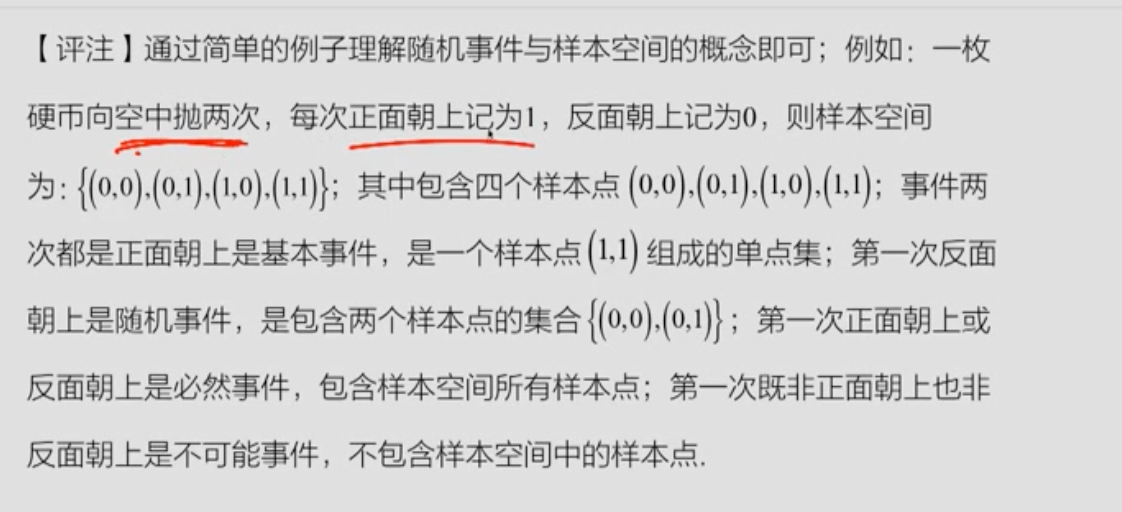 【评注】通过简单的例子理解随机事件与样本空间的概念即可；例如：一枚
硬币向空中抛两次，每次正面朝上记为1，反面朝上记为0，则样本空间
为：{(0,0),(0,1),(1,0),(1,1)}；其中包含四个样本点(0,0),(0,1),(1,0),(1,1)；事件两
次都是正面朝上是基本事件，是一个样本点(1,1)组成的单点集；第一次反面
朝上是随机事件，是包含两个样本点的集合{(0,0),(0,1)}；第一次正面朝上或
反面朝上是必然事件，包含样本空间所有样本点；第一次既非正面朝上也非
反面朝上是不可能事件，不包含样本空间中的样本点.